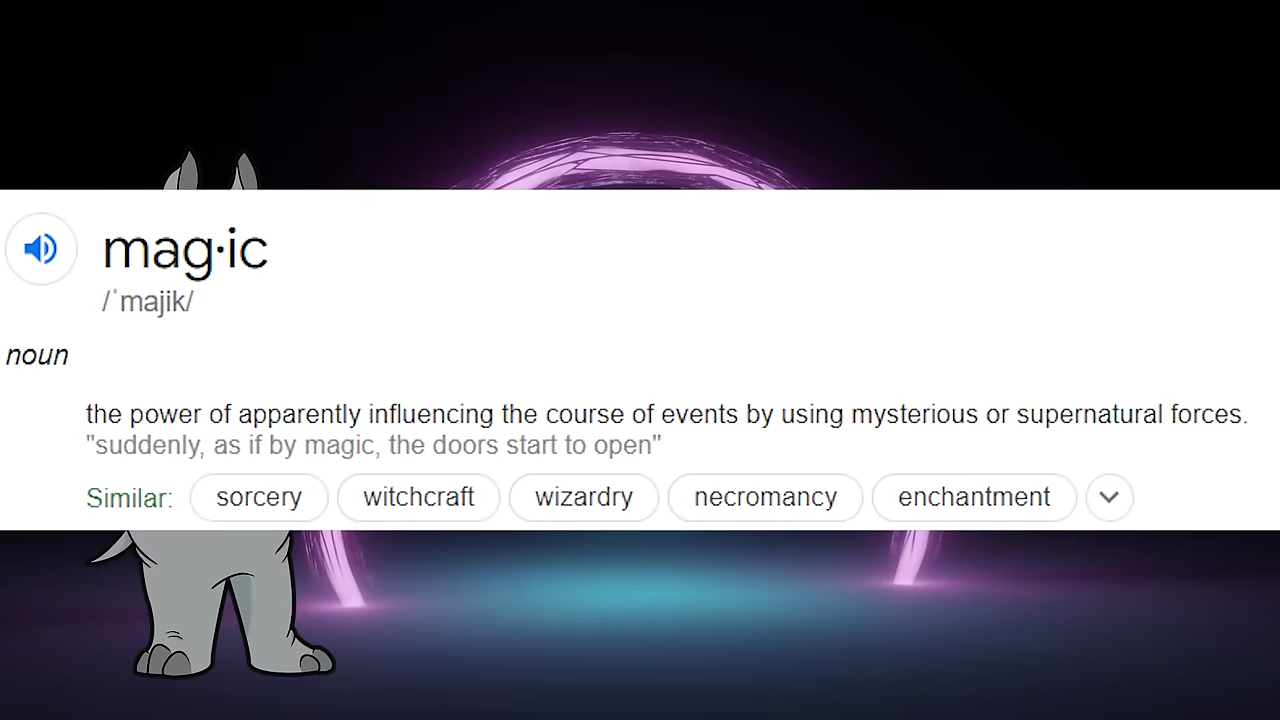 mag·ic
/ˈmajik/
noun
the power of apparently influencing the course of events by using mysterious or supernatural forces.
"suddenly, as if by magic, the doors start to open"
Similar: sorcery witchcraft wizardry necromancy enchantment